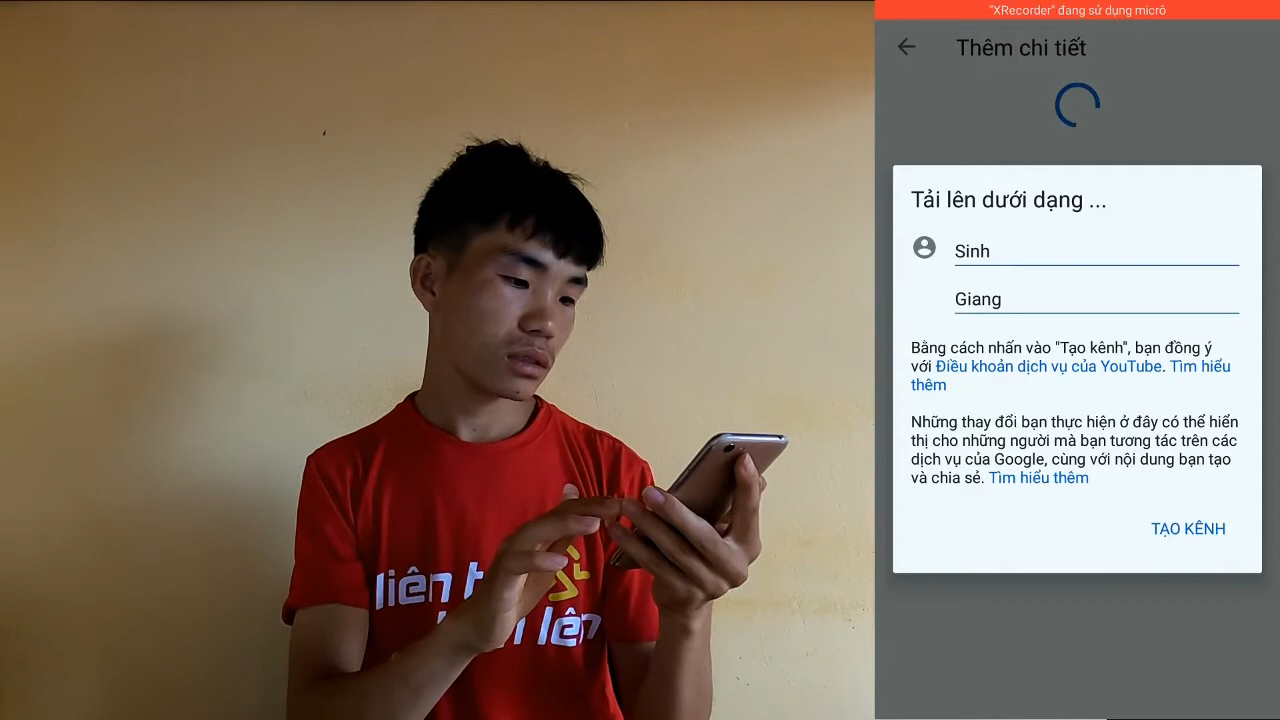 "XRecorder" đang sử dụng micrô
Thêm chi tiết
Tải lên dưới dạng ...
Sinh
Giang
Bằng cách nhấn vào "Tạo kênh", bạn đồng ý
với Điều khoản dịch vụ của YouTube. Tìm hiểu
thêm
Những thay đổi bạn thực hiện ở đây có thể hiển
thị cho những người mà bạn tương tác trên các
dịch vụ của Google, cùng với nội dung bạn tạo
và chia sẻ. Tìm hiểu thêm
TẠO KÊNH
liên
lên